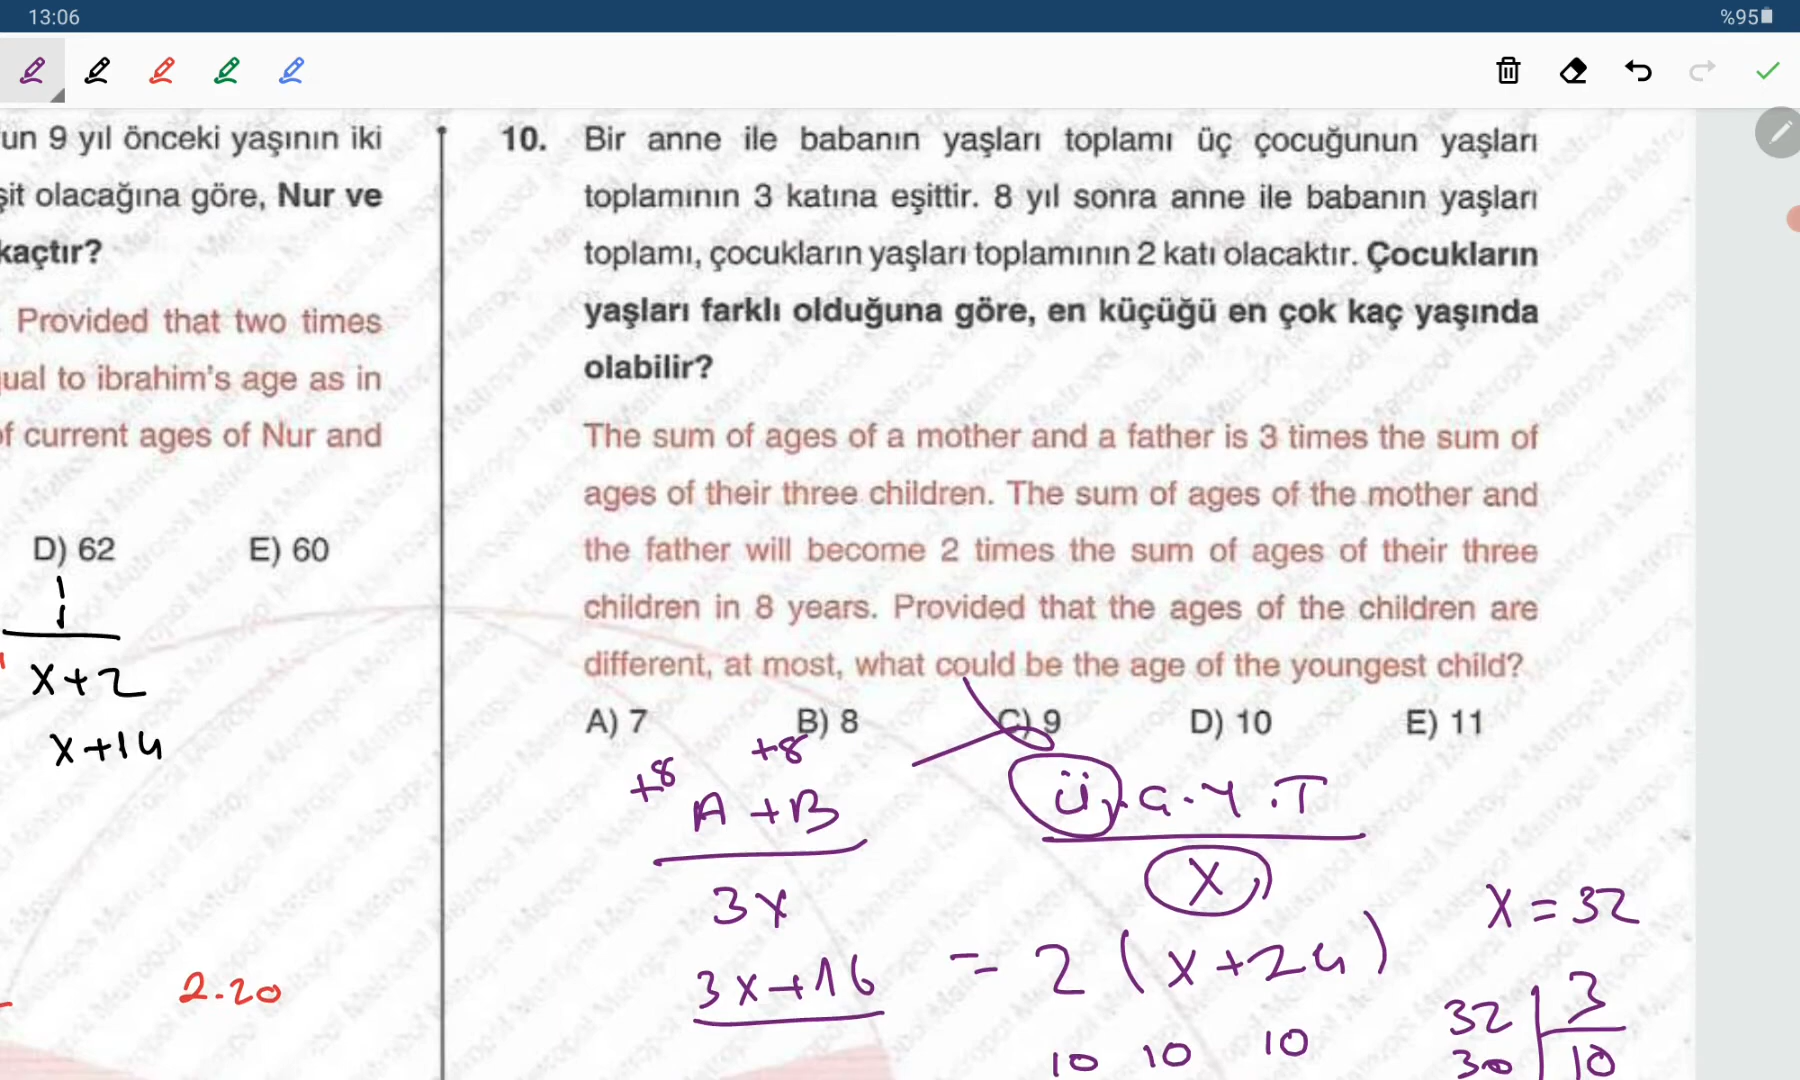 13:06
%95
un 9 yıl önceki yaşının iki
şit olacağına göre, Nur ve
kaçtır?
Provided that two times
qual to ibrahim's age as in
of current ages of Nur and
D) 62 E) 60
x+2
x+14
2.20
10. Bir anne ile babanın yaşları toplamı üç çocuğunun yaşları
toplamının 3 katına eşittir. 8 yıl sonra anne ile babanın yaşları
toplamı, çocukların yaşları toplamının 2 katı olacaktır. Çocukların
yaşları farklı olduğuna göre, en küçüğü en çok kaç yaşında
olabilir?
The sum of ages of a mother and a father is 3 times the sum of
ages of their three children. The sum of ages of the mother and
the father will become 2 times the sum of ages of their three
children in 8 years. Provided that the ages of the children are
different, at most, what could be the age of the youngest child?
A) 7 B) 8 C) 9 D) 10 E) 11
+8 +8
A + B Ü.Ç.Y.T
3x x
x = 32
3x+16 = 2 (x+24)
10 10 10
32 3
30 10